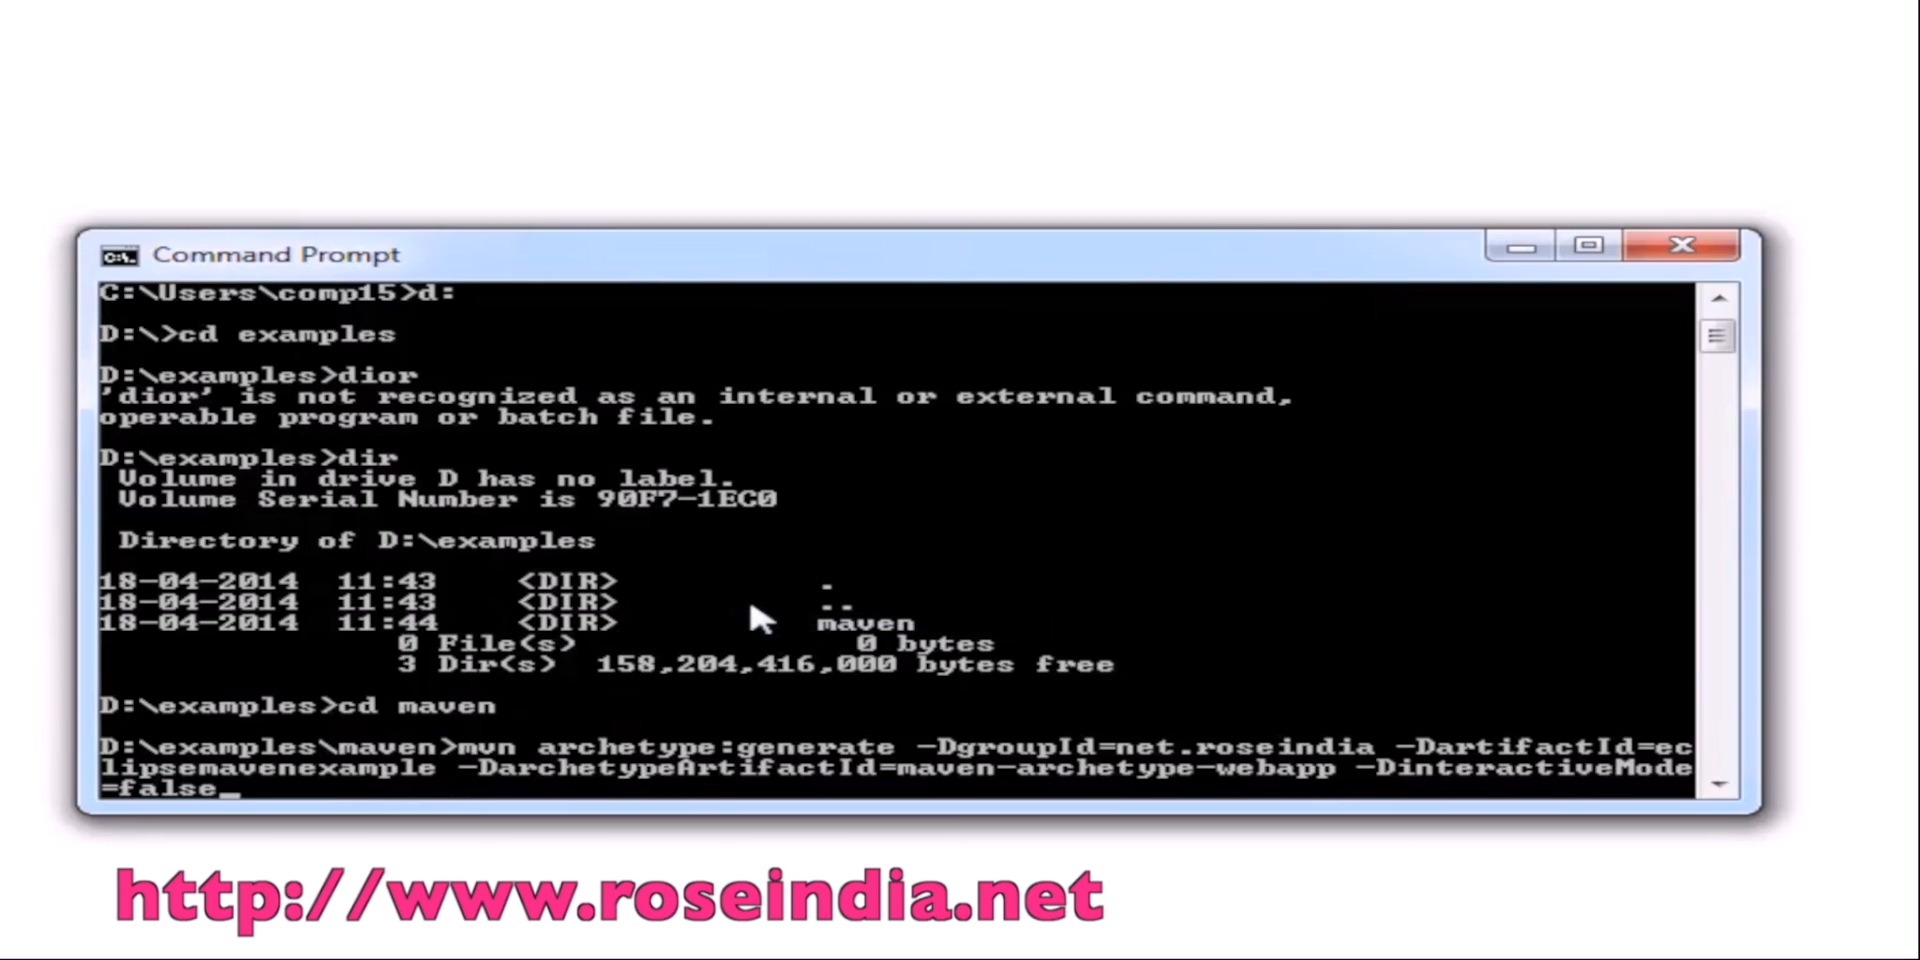 Command Prompt
C:\Users\comp15>d:
D:\>cd examples
D:\examples>dior
'dior' is not recognized as an internal or external command,
operable program or batch file.
D:\examples>dir
Volume in drive D has no label.
Volume Serial Number is 90F7-1EC0
Directory of D:\examples
18-04-2014 11:43 <DIR> .
18-04-2014 11:43 <DIR> ..
18-04-2014 11:44 <DIR> maven
0 File(s) 0 bytes
3 Dir(s) 158,204,416,000 bytes free
D:\examples>cd maven
D:\examples\maven>mvn archetype:generate -DgroupId=net.roseindia -DartifactId=ec
lipsemavenexample -DarchetypeArtifactId=maven-archetype-webapp -DinteractiveMode
=false_
http://www.roseindia.net